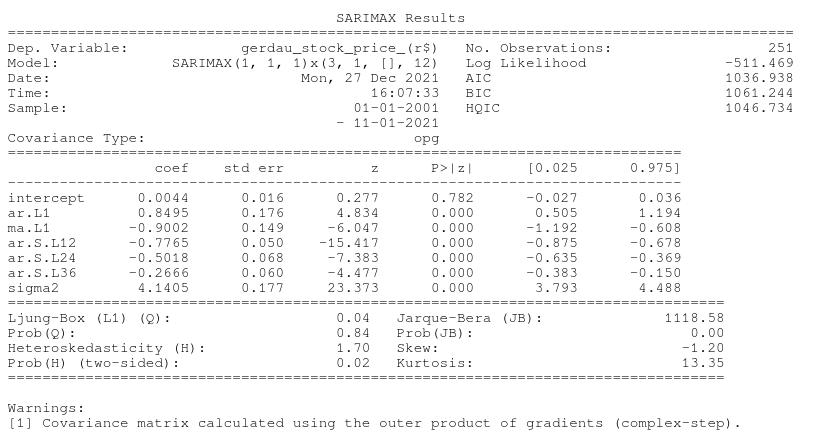 SARIMAX Results
==========================================================================================
Dep. Variable: gerdau_stock_price_(r$) No. Observations: 251
Model: SARIMAX(1, 1, 1)x(3, 1, [], 12) Log Likelihood -511.469
Date: Mon, 27 Dec 2021 AIC 1036.938
Time: 16:07:33 BIC 1061.244
Sample: 01-01-2001 HQIC 1046.734
- 11-01-2021
Covariance Type: opg
==============================================================================
coef std err z P>|z| [0.025 0.975]
------------------------------------------------------------------------------
intercept 0.0044 0.016 0.277 0.782 -0.027 0.036
ar.L1 0.8495 0.176 4.834 0.000 0.505 1.194
ma.L1 -0.9002 0.149 -6.047 0.000 -1.192 -0.608
ar.S.L12 -0.7765 0.050 -15.417 0.000 -0.875 -0.678
ar.S.L24 -0.5018 0.068 -7.383 0.000 -0.635 -0.369
ar.S.L36 -0.2666 0.060 -4.477 0.000 -0.383 -0.150
sigma2 4.1405 0.177 23.373 0.000 3.793 4.488
===================================================================================
Ljung-Box (L1) (Q): 0.04 Jarque-Bera (JB): 1118.58
Prob(Q): 0.84 Prob(JB): 0.00
Heteroskedasticity (H): 1.70 Skew: -1.20
Prob(H) (two-sided): 0.02 Kurtosis: 13.35
===================================================================================
Warnings:
[1] Covariance matrix calculated using the outer product of gradients (complex-step).